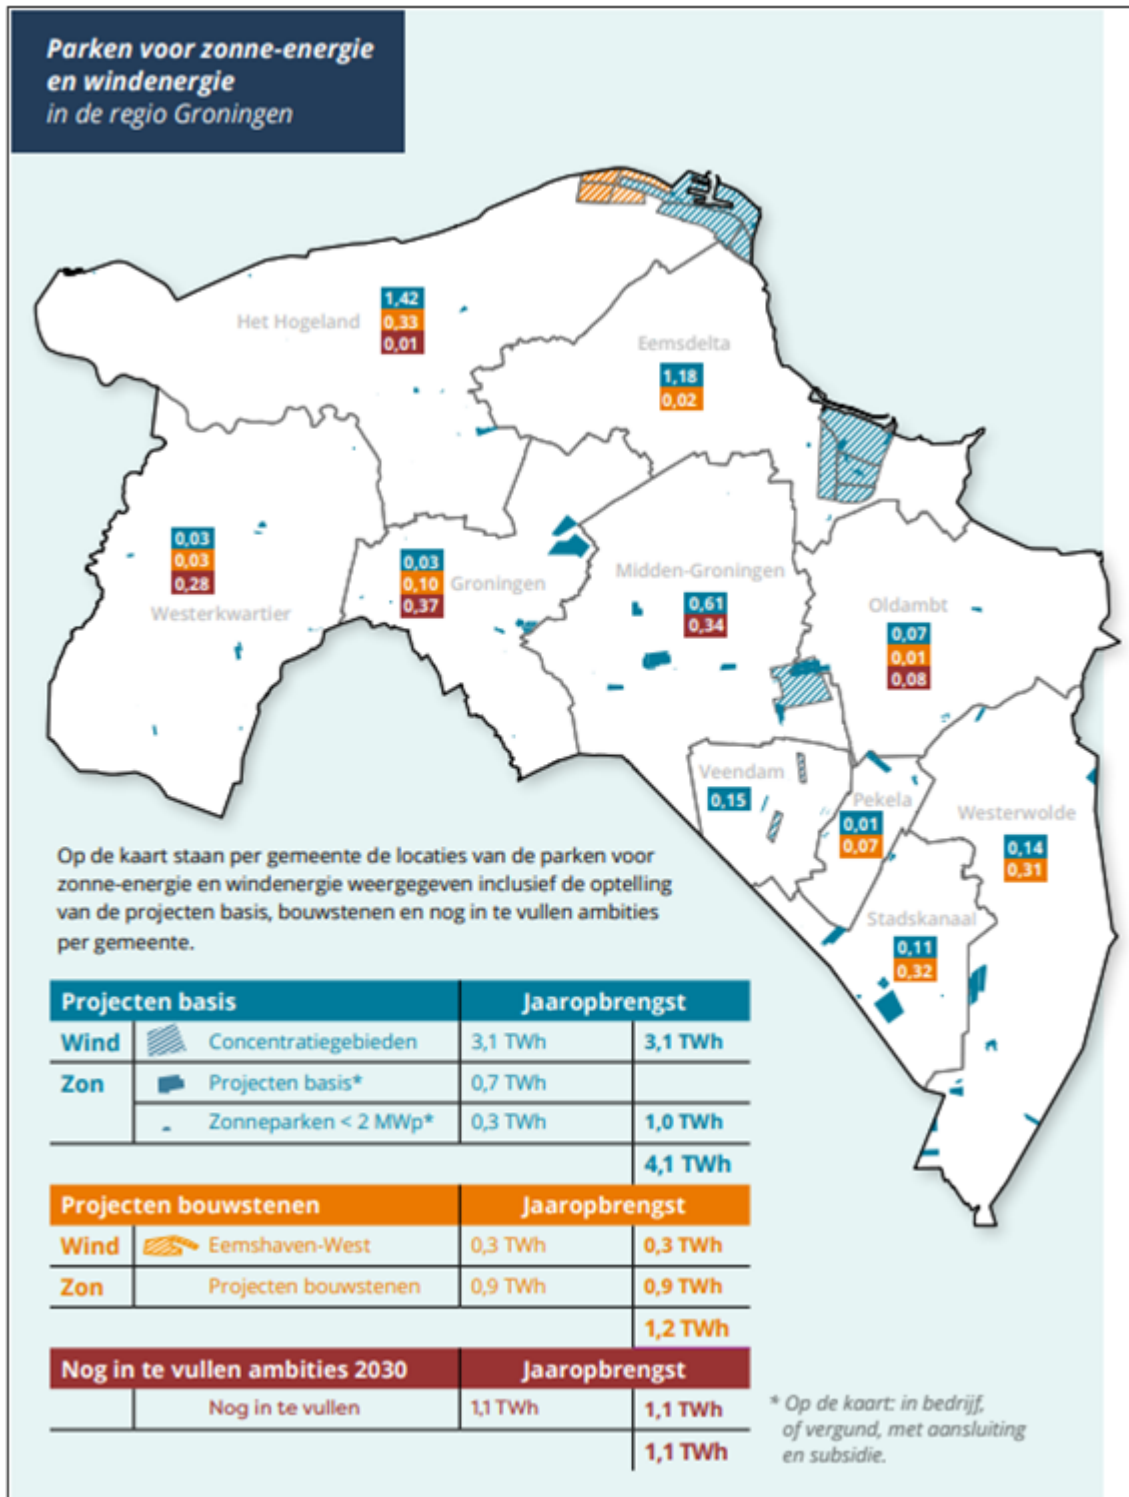 Parken voor zonne-energie
en windenergie
in de regio Groningen
Het Hogeland
1,42
0,33
0,01
Eemsdelta
1,18
0,02
0,03
0,03
0,28
Westerkwartier
0,03
0,10
0,37
Groningen
Midden-Groningen
0,61
0,34
Oldambt
0,07
0,01
0,08
Veendam
0,15
Pekela
0,01
0,07
Westerwolde
0,14
0,31
Stadskanaal
0,11
0,32
Op de kaart staan per gemeente de locaties van de parken voor
zonne-energie en windenergie weergegeven inclusief de optelling
van de projecten basis, bouwstenen en nog in te vullen ambities
per gemeente.
Projecten basis Jaaropbrengst
Wind Concentratiegebieden 3,1 TWh 3,1 TWh
Zon Projecten basis* 0,7 TWh
Zonneparken < 2 MWp* 0,3 TWh 1,0 TWh
4,1 TWh
Projecten bouwstenen Jaaropbrengst
Wind Eemshaven-West 0,3 TWh 0,3 TWh
Zon Projecten bouwstenen 0,9 TWh 0,9 TWh
1,2 TWh
Nog in te vullen ambities 2030 Jaaropbrengst
Nog in te vullen 1,1 TWh 1,1 TWh
1,1 TWh
* Op de kaart: in bedrijf,
of vergund, met aansluiting
en subsidie.